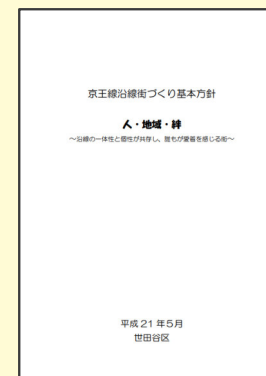 京王線沿線街づくり基本方針
人・地域・絆
～沿線の一体性と個性が共存し、誰もが愛着を感じる街～
平成 21 年5月
世田谷区